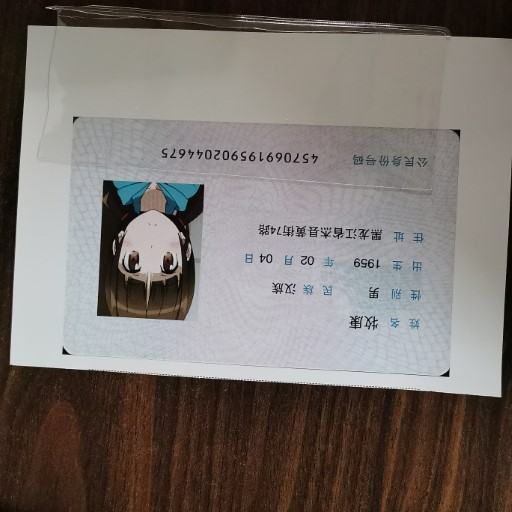 姓名 牧康
性别 男 民族 汉族
出生 1959 年 02 月 04 日
住址 黑龙江省杰县黄街74路
公民身份号码 457069195902044675